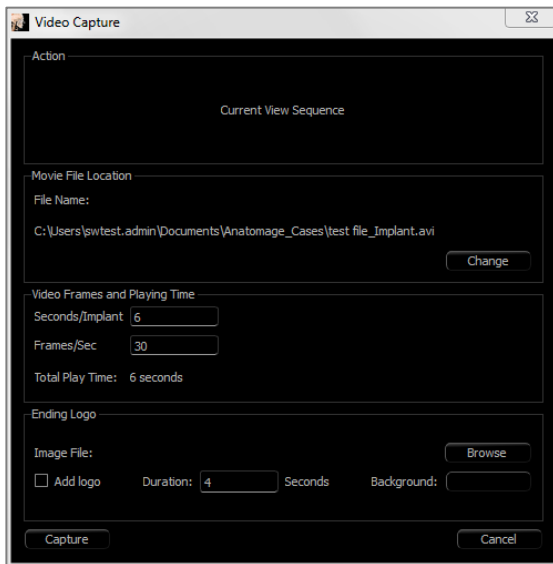 Video Capture
Action
Current View Sequence
Movie File Location
File Name:
C:\Users\swtest.admin\Documents\Anatomage_Cases\test file_Implant.avi
Change
Video Frames and Playing Time
Seconds/Implant 6
Frames/Sec 30
Total Play Time: 6 seconds
Ending Logo
Image File: Browse
Add logo Duration: 4 Seconds Background:
Capture Cancel